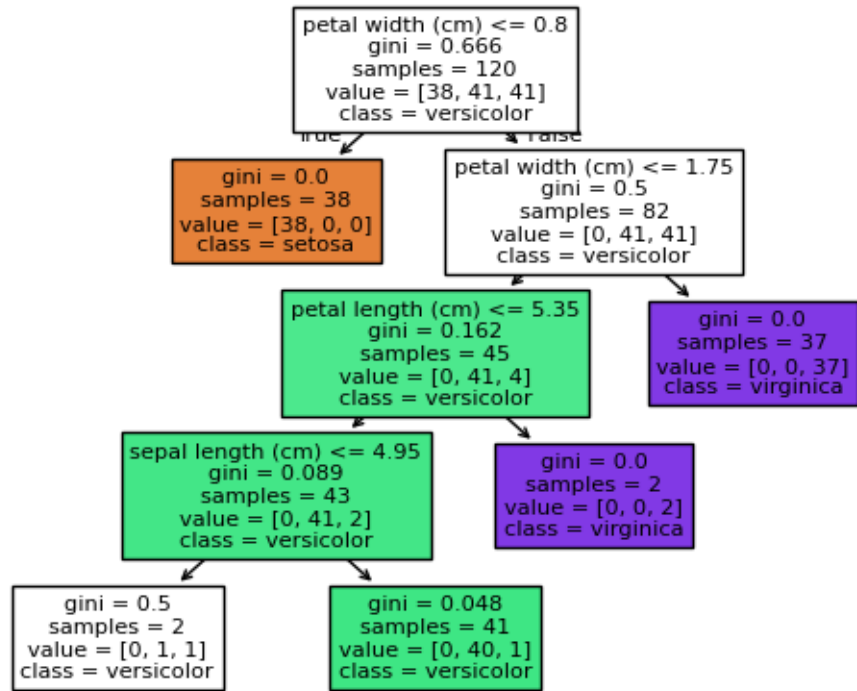 petal width (cm) <= 0.8
gini = 0.666
samples = 120
value = [38, 41, 41]
class = versicolor
True
False
gini = 0.0
samples = 38
value = [38, 0, 0]
class = setosa
petal width (cm) <= 1.75
gini = 0.5
samples = 82
value = [0, 41, 41]
class = versicolor
petal length (cm) <= 5.35
gini = 0.162
samples = 45
value = [0, 41, 4]
class = versicolor
gini = 0.0
samples = 37
value = [0, 0, 37]
class = virginica
sepal length (cm) <= 4.95
gini = 0.089
samples = 43
value = [0, 41, 2]
class = versicolor
gini = 0.0
samples = 2
value = [0, 0, 2]
class = virginica
gini = 0.5
samples = 2
value = [0, 1, 1]
class = versicolor
gini = 0.048
samples = 41
value = [0, 40, 1]
class = versicolor